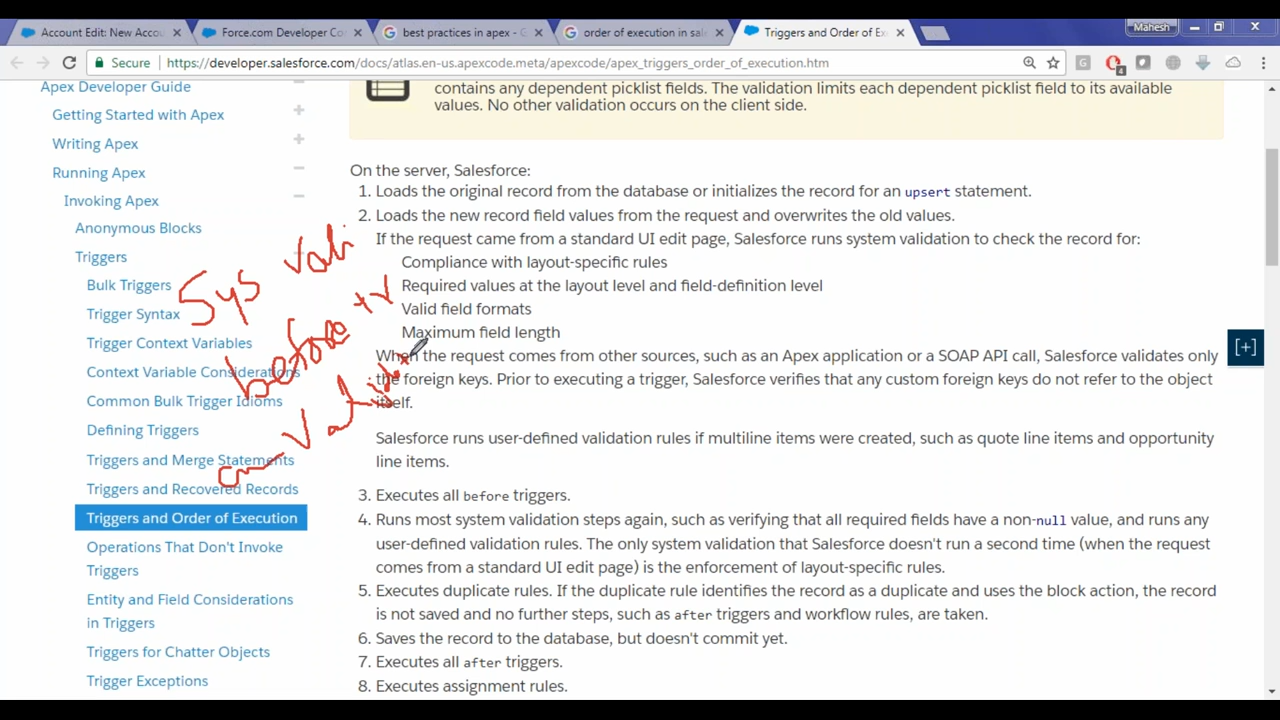 Account Edit: New Accou
Force.com Developer Co
best practices in apex - G
order of execution in sal
Triggers and Order of Ex
Mahesh
Secure
https://developer.salesforce.com/docs/atlas.en-us.apexcode.meta/apexcode/apex_triggers_order_of_execution.htm
4
Apex Developer Guide
Getting Started with Apex
Writing Apex
Running Apex
Invoking Apex
Anonymous Blocks
Triggers
Bulk Triggers
Trigger Syntax
Trigger Context Variables
Context Variable Considerations
Common Bulk Trigger Idioms
Defining Triggers
Triggers and Merge Statements
Triggers and Recovered Records
Triggers and Order of Execution
Operations That Don't Invoke
Triggers
Entity and Field Considerations
in Triggers
Triggers for Chatter Objects
Trigger Exceptions
Sys vali
before tr
contains any dependent picklist fields. The validation limits each dependent picklist field to its available
values. No other validation occurs on the client side.
On the server, Salesforce:
1. Loads the original record from the database or initializes the record for an upsert statement.
2. Loads the new record field values from the request and overwrites the old values.
If the request came from a standard UI edit page, Salesforce runs system validation to check the record for:
Compliance with layout-specific rules
Required values at the layout level and field-definition level
Valid field formats
Maximum field length
When the request comes from other sources, such as an Apex application or a SOAP API call, Salesforce validates only
the foreign keys. Prior to executing a trigger, Salesforce verifies that any custom foreign keys do not refer to the object
itself.
Salesforce runs user-defined validation rules if multiline items were created, such as quote line items and opportunity
line items.
3. Executes all before triggers.
4. Runs most system validation steps again, such as verifying that all required fields have a non-null value, and runs any
user-defined validation rules. The only system validation that Salesforce doesn't run a second time (when the request
comes from a standard UI edit page) is the enforcement of layout-specific rules.
5. Executes duplicate rules. If the duplicate rule identifies the record as a duplicate and uses the block action, the record
is not saved and no further steps, such as after triggers and workflow rules, are taken.
6. Saves the record to the database, but doesn't commit yet.
7. Executes all after triggers.
8. Executes assignment rules.
[+]